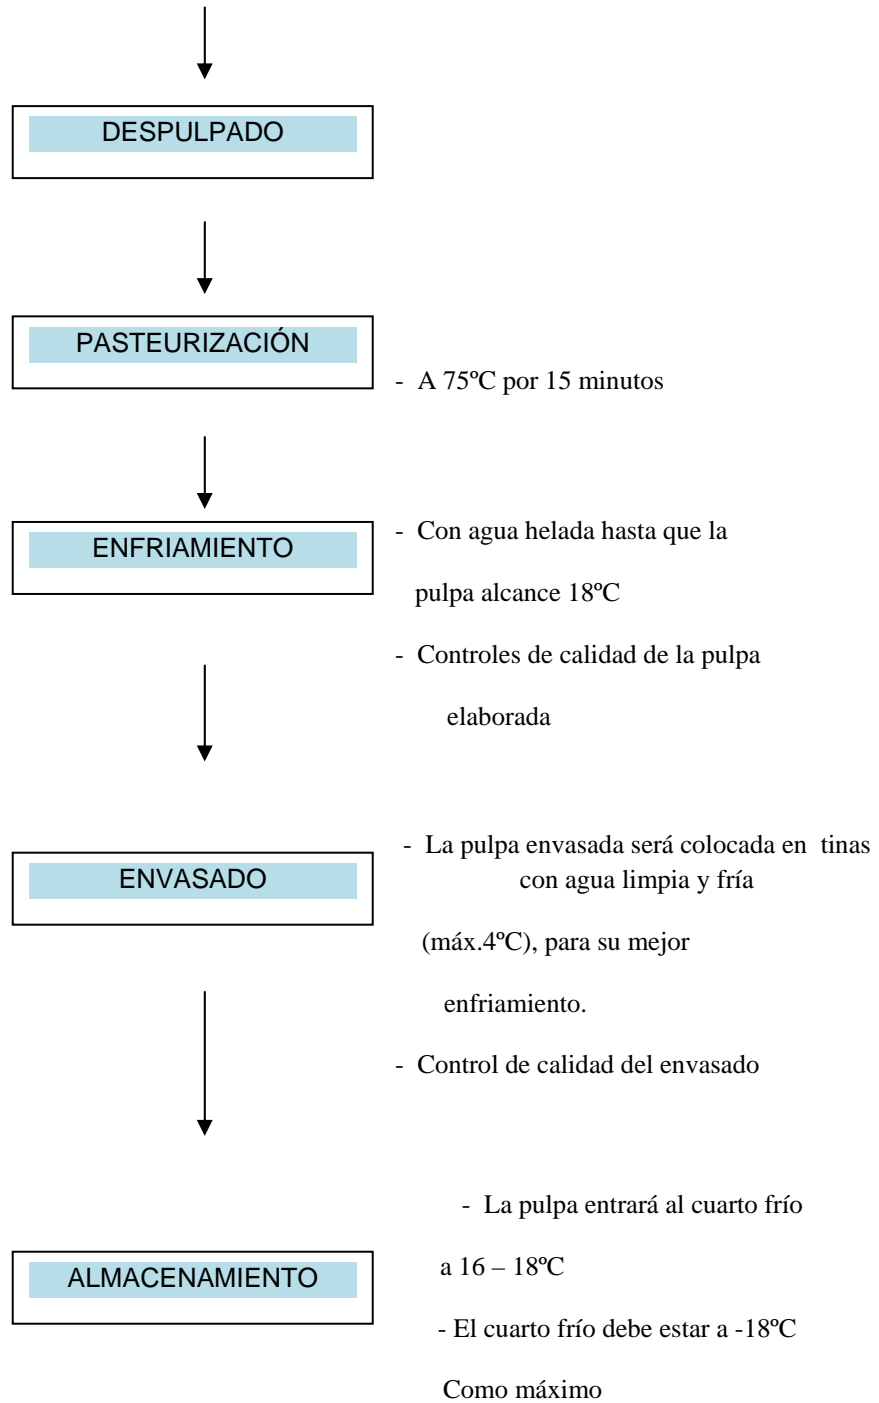 DESPULPADO
PASTEURIZACIÓN
- A 75ºC por 15 minutos
ENFRIAMIENTO
- Con agua helada hasta que la
pulpa alcance 18ºC
- Controles de calidad de la pulpa
elaborada
ENVASADO
- La pulpa envasada será colocada en tinas
con agua limpia y fría
(máx.4ºC), para su mejor
enfriamiento.
- Control de calidad del envasado
ALMACENAMIENTO
- La pulpa entrará al cuarto frío
a 16 – 18ºC
- El cuarto frío debe estar a -18ºC
Como máximo